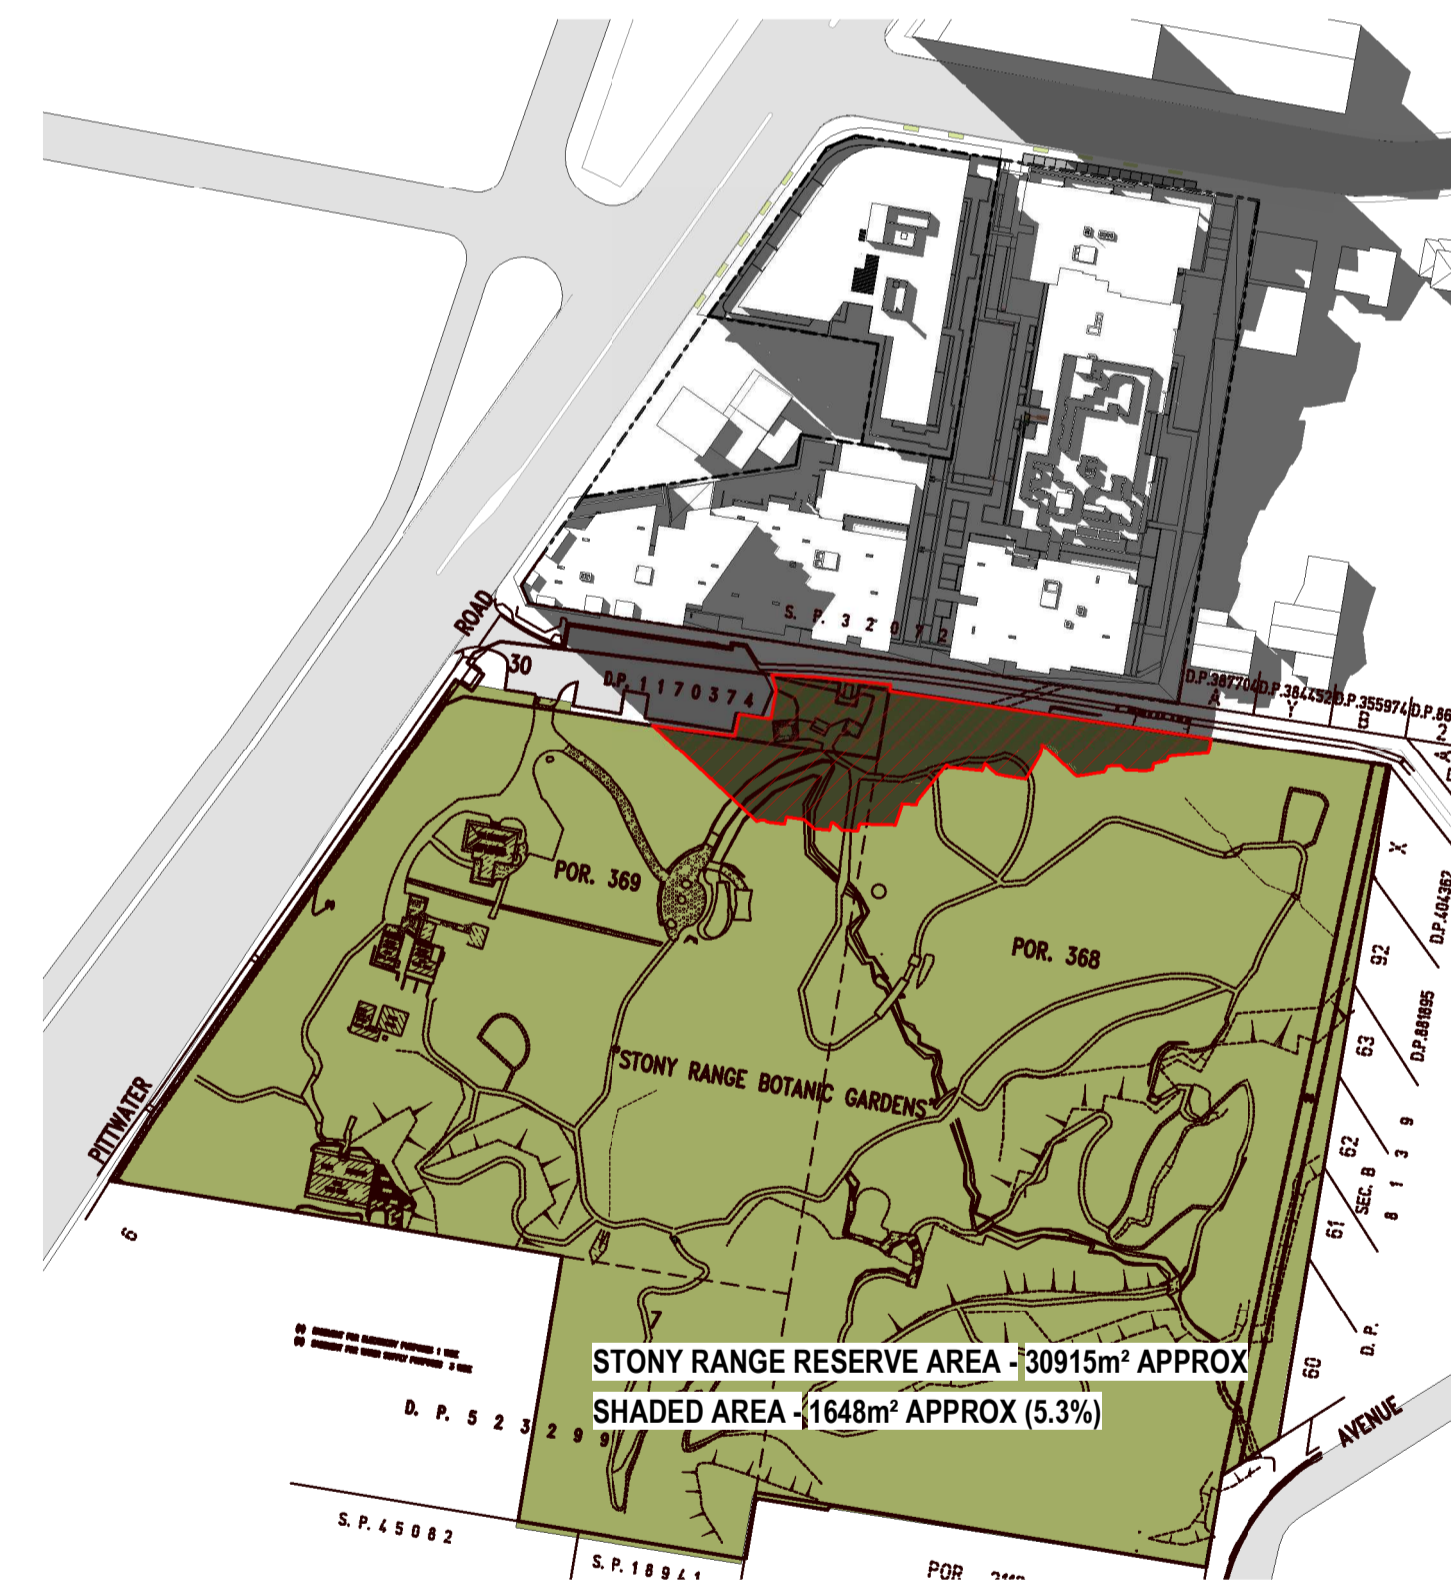 ROAD
S. P. 3 2 0 7 2
30
D.P. 1 1 7 0 3 7 4
D.P.387704
A
D.P.384452
Y
D.P.355974
B
D.P.86
2
POR. 369
POR. 368
X
D.P.404362
92
D.P.881895
63
"STONY RANGE BOTANIC GARDENS"
PITTWATER
62
SEC. B
8 1 3 9
61
6
7
60
D. P.
STONY RANGE RESERVE AREA - 30915m² APPROX
SHADED AREA - 1648m² APPROX (5.3%)
D. P. 5 2 3 2 9 9
AVENUE
S. P. 4 5 0 8 2
S. P. 1 8 9 4 1
POR